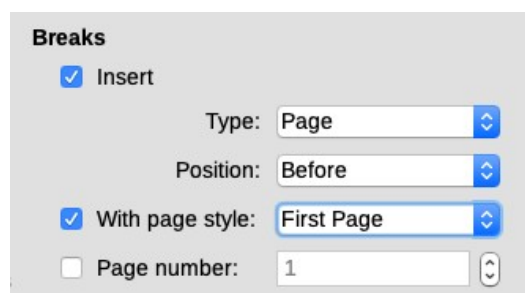 Breaks
Insert
Type: Page
Position: Before
With page style: First Page
Page number: 1